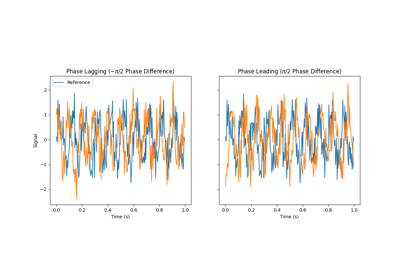 Phase Lagging (−π/2 Phase Difference)
Reference
2
1
0
−1
−2
Signal
0.0 0.2 0.4 0.6 0.8 1.0
Time (s)
Phase Leading (π/2 Phase Difference)
0.0 0.2 0.4 0.6 0.8 1.0
Time (s)